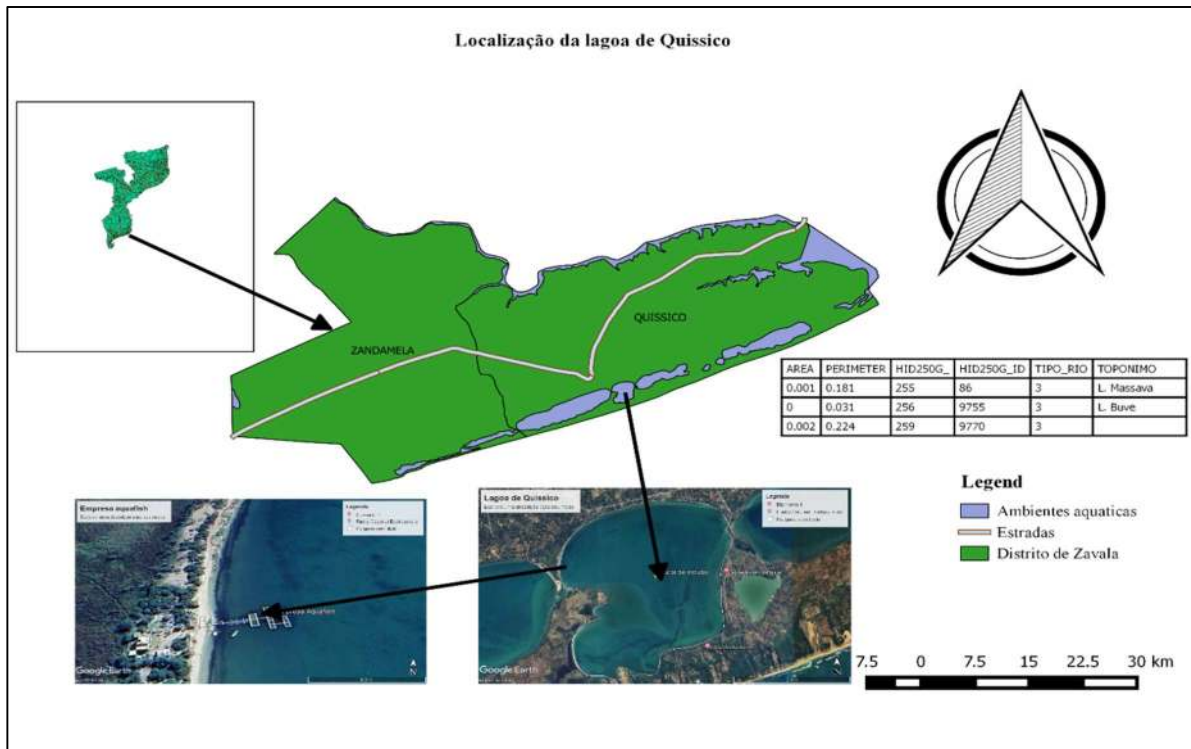 Localização da lagoa de Quissico
ZANDAMELA
QUISSICO
AREA PERIMETER HID250G_ HID250G_ID TIPO_RIO TOPONIMO
0.001 0.181 255 86 3 L. Massava
0 0.031 256 9755 3 L. Buve
0.002 0.224 259 9770 3
Legend
Ambientes aquaticas
Estradas
Distrito de Zavala
Empresa aquafish
Google Earth
N
Lagoa de Quissico
Google Earth
N
7.5 0 7.5 15 22.5 30 km